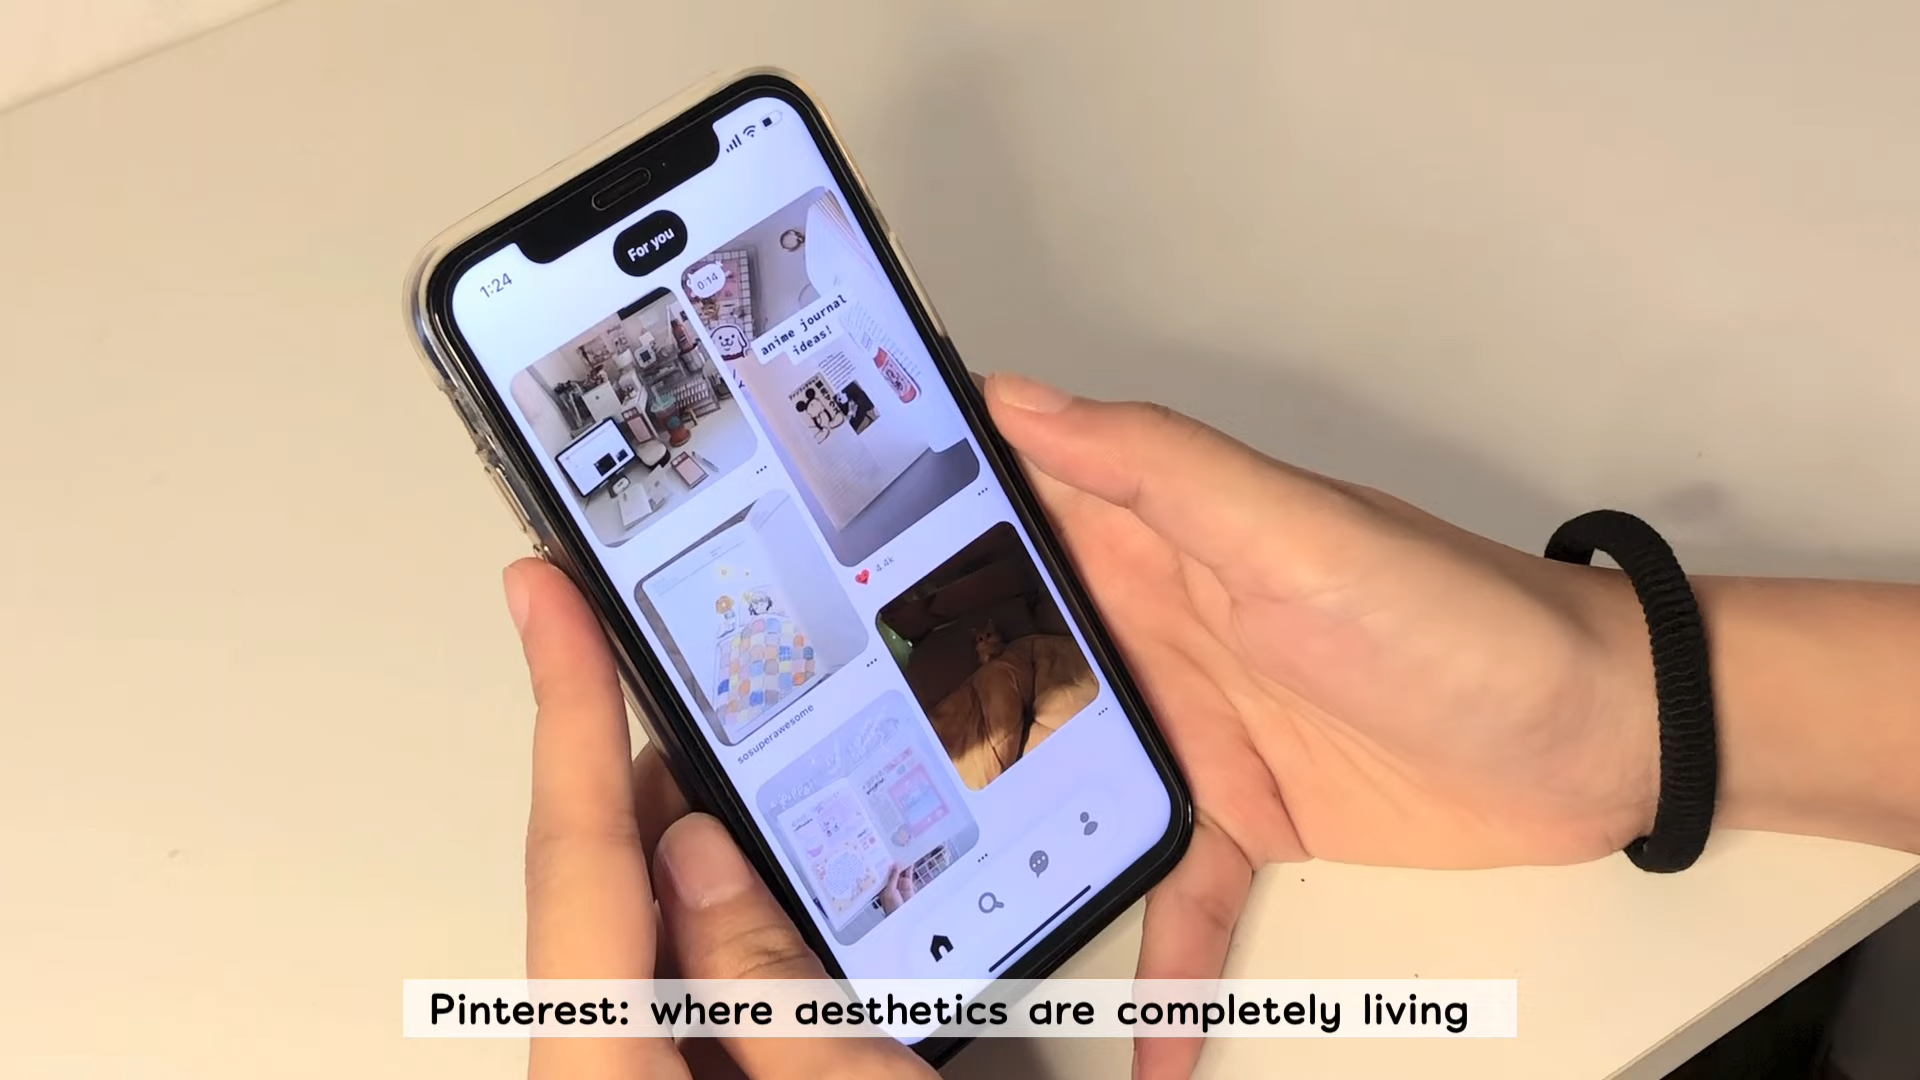 1:24
For you
0:14
anime journal
ideas!
4.4k
sosuperawesome
Pinterest: where aesthetics are completely living